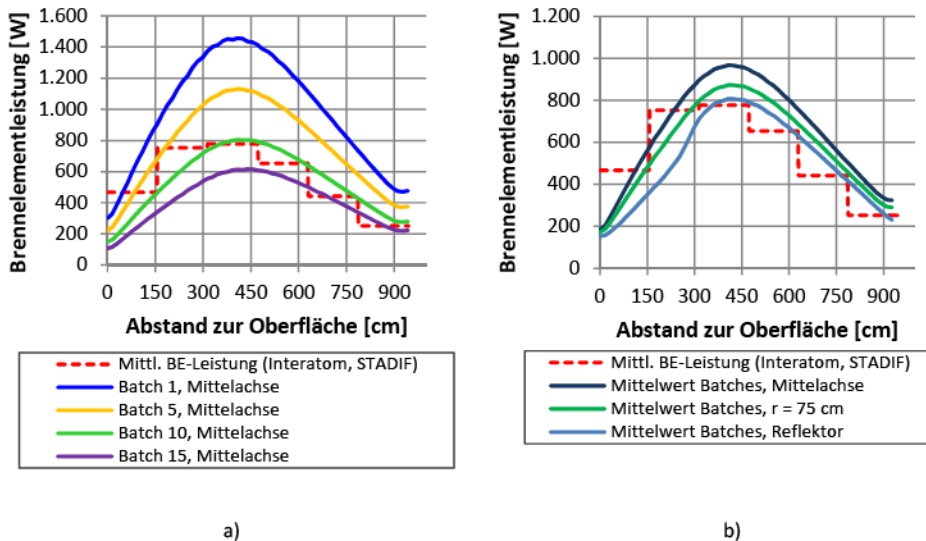 Brennelementleistung [W]
1.600
1.400
1.200
1.000
800
600
400
200
0
0 150 300 450 600 750 900
Abstand zur Oberfläche [cm]
Mittl. BE-Leistung (Interatom, STADIF)
Batch 1, Mittelachse
Batch 5, Mittelachse
Batch 10, Mittelachse
Batch 15, Mittelachse
a)
Brennelementleistung [W]
1.200
1.000
800
600
400
200
0
0 150 300 450 600 750 900
Abstand zur Oberfläche [cm]
Mittl. BE-Leistung (Interatom, STADIF)
Mittelwert Batches, Mittelachse
Mittelwert Batches, r = 75 cm
Mittelwert Batches, Reflektor
b)